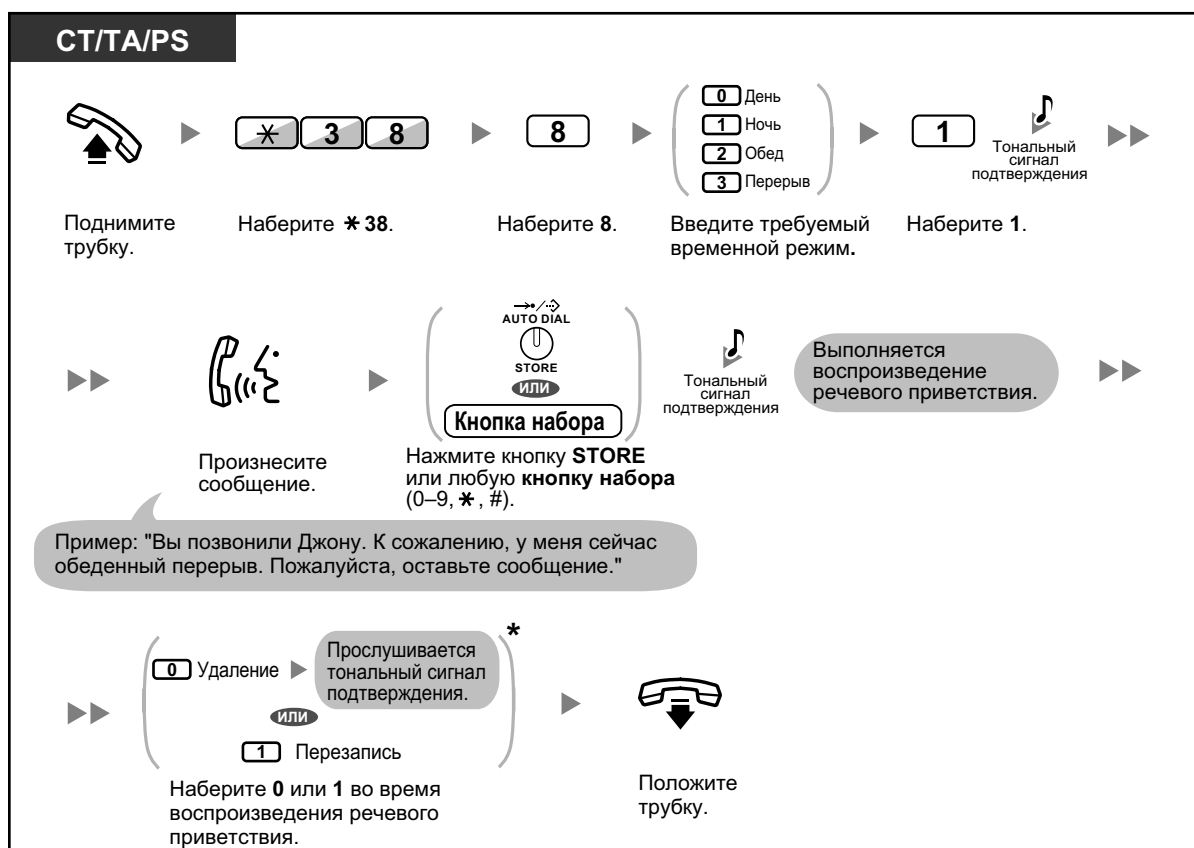 CT/TA/PS
✳ 3 8
8
0 День
1 Ночь
2 Обед
3 Перерыв
1
Тональный
сигнал
подтверждения
Поднимите
трубку.
Наберите ✳ 38.
Наберите 8.
Введите требуемый
временной режим.
Наберите 1.
AUTO DIAL
STORE
или
Кнопка набора
Тональный
сигнал
подтверждения
Выполняется
воспроизведение
речевого приветствия.
Произнесите
сообщение.
Нажмите кнопку STORE
или любую кнопку набора
(0–9, ✳, #).
Пример: "Вы позвонили Джону. К сожалению, у меня сейчас
обеденный перерыв. Пожалуйста, оставьте сообщение."
0 Удаление
Прослушивается
тональный сигнал
подтверждения.
*
или
1 Перезапись
Наберите 0 или 1 во время
воспроизведения речевого
приветствия.
Положите
трубку.